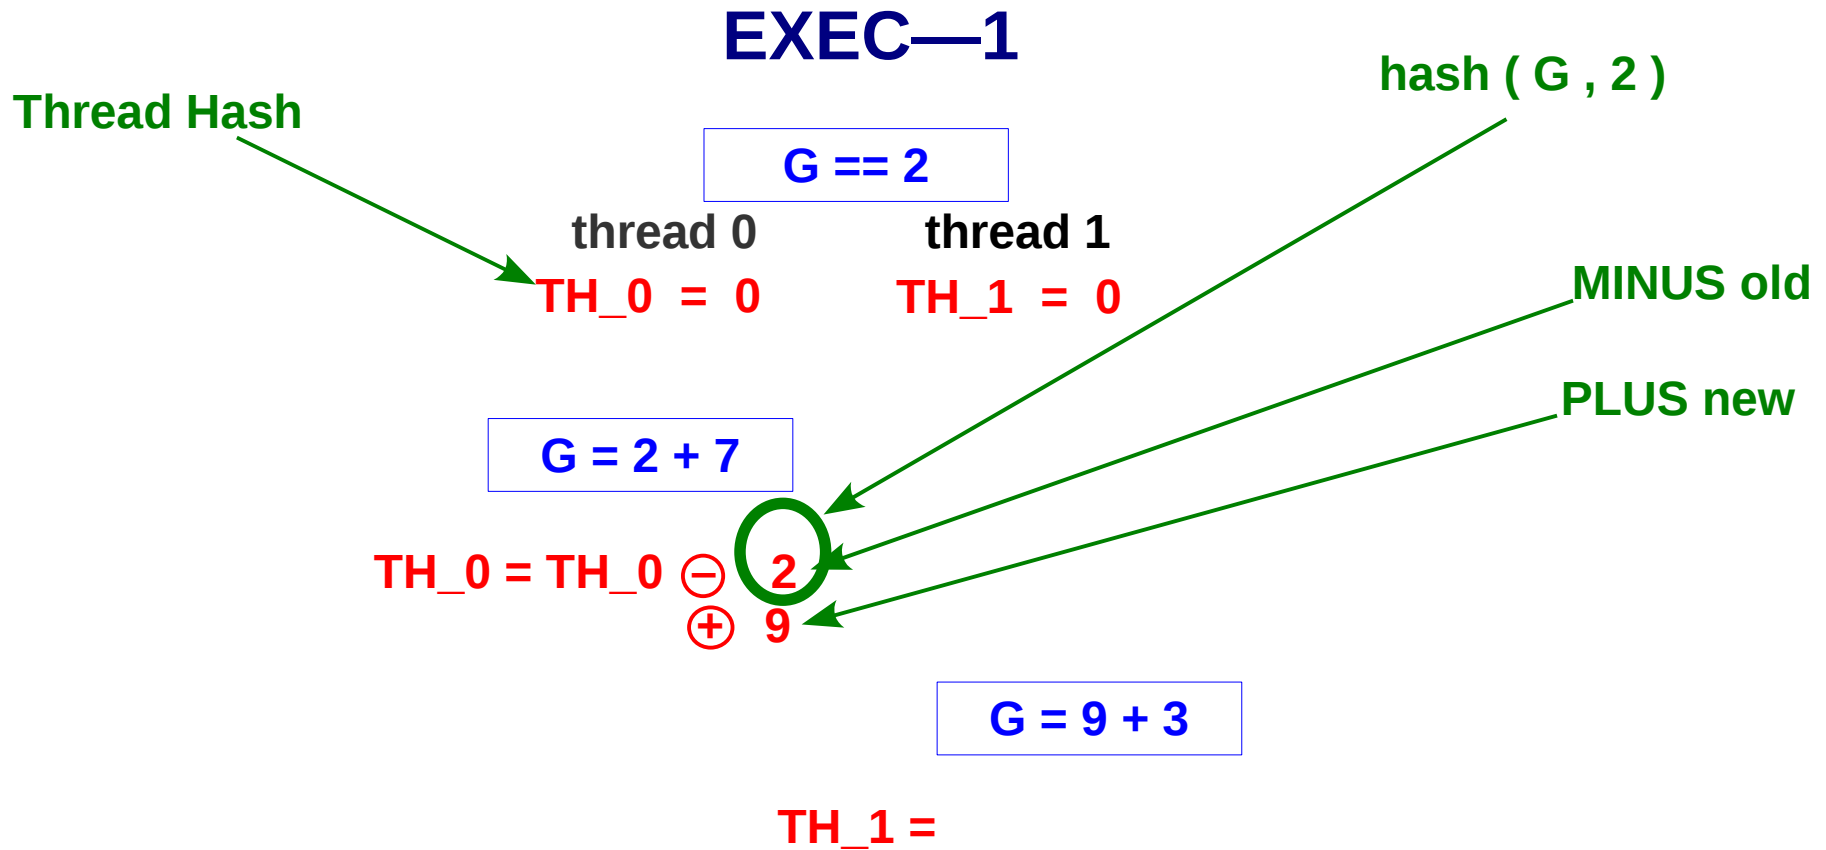 EXEC—1
hash ( G , 2 )
Thread Hash
G == 2
thread 0 thread 1
TH_0 = 0 TH_1 = 0
MINUS old
PLUS new
G = 2 + 7
TH_0 = TH_0 ⊖ 2
⊕ 9
G = 9 + 3
TH_1 =